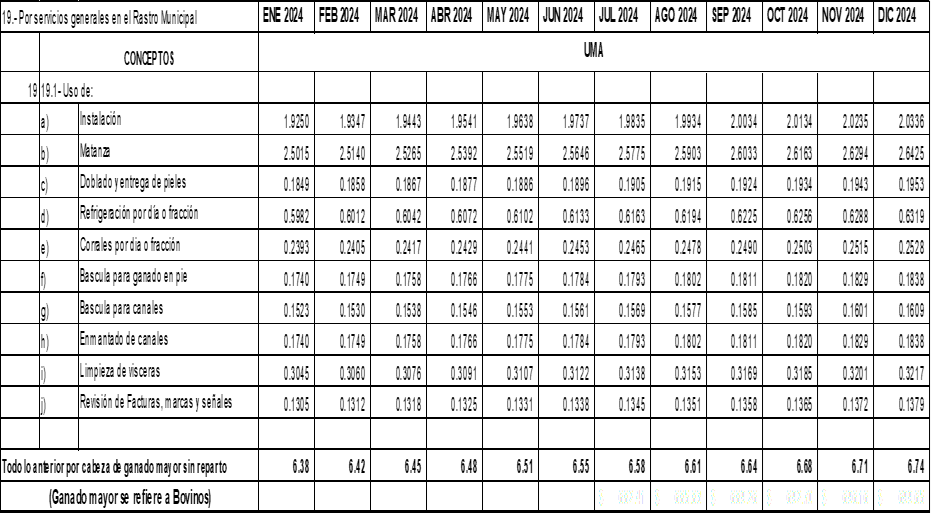 19.- Por servicios generales en el Rastro Municipal ENE 2024 FEB 2024 MAR 2024 ABR 2024 MAY 2024 JUN 2024 JUL 2024 AGO 2024 SEP 2024 OCT 2024 NOV 2024 DIC 2024
CONCEPTOS UMA
19 19.1- Uso de:
a) Instalación 1.9250 1.9347 1.9443 1.9541 1.9638 1.9737 1.9835 1.9934 2.0034 2.0134 2.0235 2.0336
b) Matanza 2.5015 2.5140 2.5265 2.5392 2.5519 2.5646 2.5775 2.5903 2.6033 2.6163 2.6294 2.6425
c) Doblado y entrega de pieles 0.1849 0.1858 0.1867 0.1877 0.1886 0.1896 0.1905 0.1915 0.1924 0.1934 0.1943 0.1953
d) Refrigeración por día o fracción 0.5982 0.6012 0.6042 0.6072 0.6102 0.6133 0.6163 0.6194 0.6225 0.6256 0.6288 0.6319
e) Corrales por dia o fracción 0.2393 0.2405 0.2417 0.2429 0.2441 0.2453 0.2465 0.2478 0.2490 0.2503 0.2515 0.2528
f) Bascula para ganado en pie 0.1740 0.1749 0.1758 0.1766 0.1775 0.1784 0.1793 0.1802 0.1811 0.1820 0.1829 0.1838
g) Bascula para canales 0.1523 0.1530 0.1538 0.1546 0.1553 0.1561 0.1569 0.1577 0.1585 0.1593 0.1601 0.1609
h) Enmantado de canales 0.1740 0.1749 0.1758 0.1766 0.1775 0.1784 0.1793 0.1802 0.1811 0.1820 0.1829 0.1838
i) Limpieza de visceras 0.3045 0.3060 0.3076 0.3091 0.3107 0.3122 0.3138 0.3153 0.3169 0.3185 0.3201 0.3217
j) Revisión de Facturas, marcas y señales 0.1305 0.1312 0.1318 0.1325 0.1331 0.1338 0.1345 0.1351 0.1358 0.1365 0.1372 0.1379
Todo lo anterior por cabeza de ganado mayor sin reparto 6.38 6.42 6.45 6.48 6.51 6.55 6.58 6.61 6.64 6.68 6.71 6.74
(Ganado mayor se refiere a Bovinos)